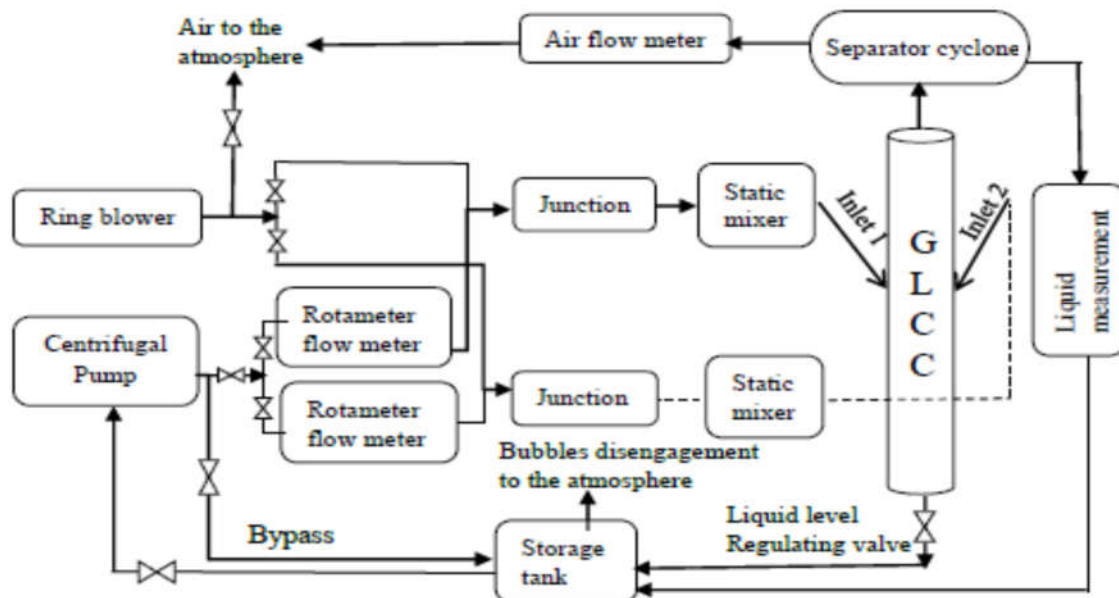 Air to the
atmosphere
Air flow meter
Separator cyclone
Ring blower
Junction
Static
mixer
Inlet 1
Inlet 2
G
L
C
C
Liquid
measurement
Centrifugal
Pump
Rotameter
flow meter
Rotameter
flow meter
Junction
Static
mixer
Bubbles disengagement
to the atmosphere
Bypass
Storage
tank
Liquid level
Regulating valve